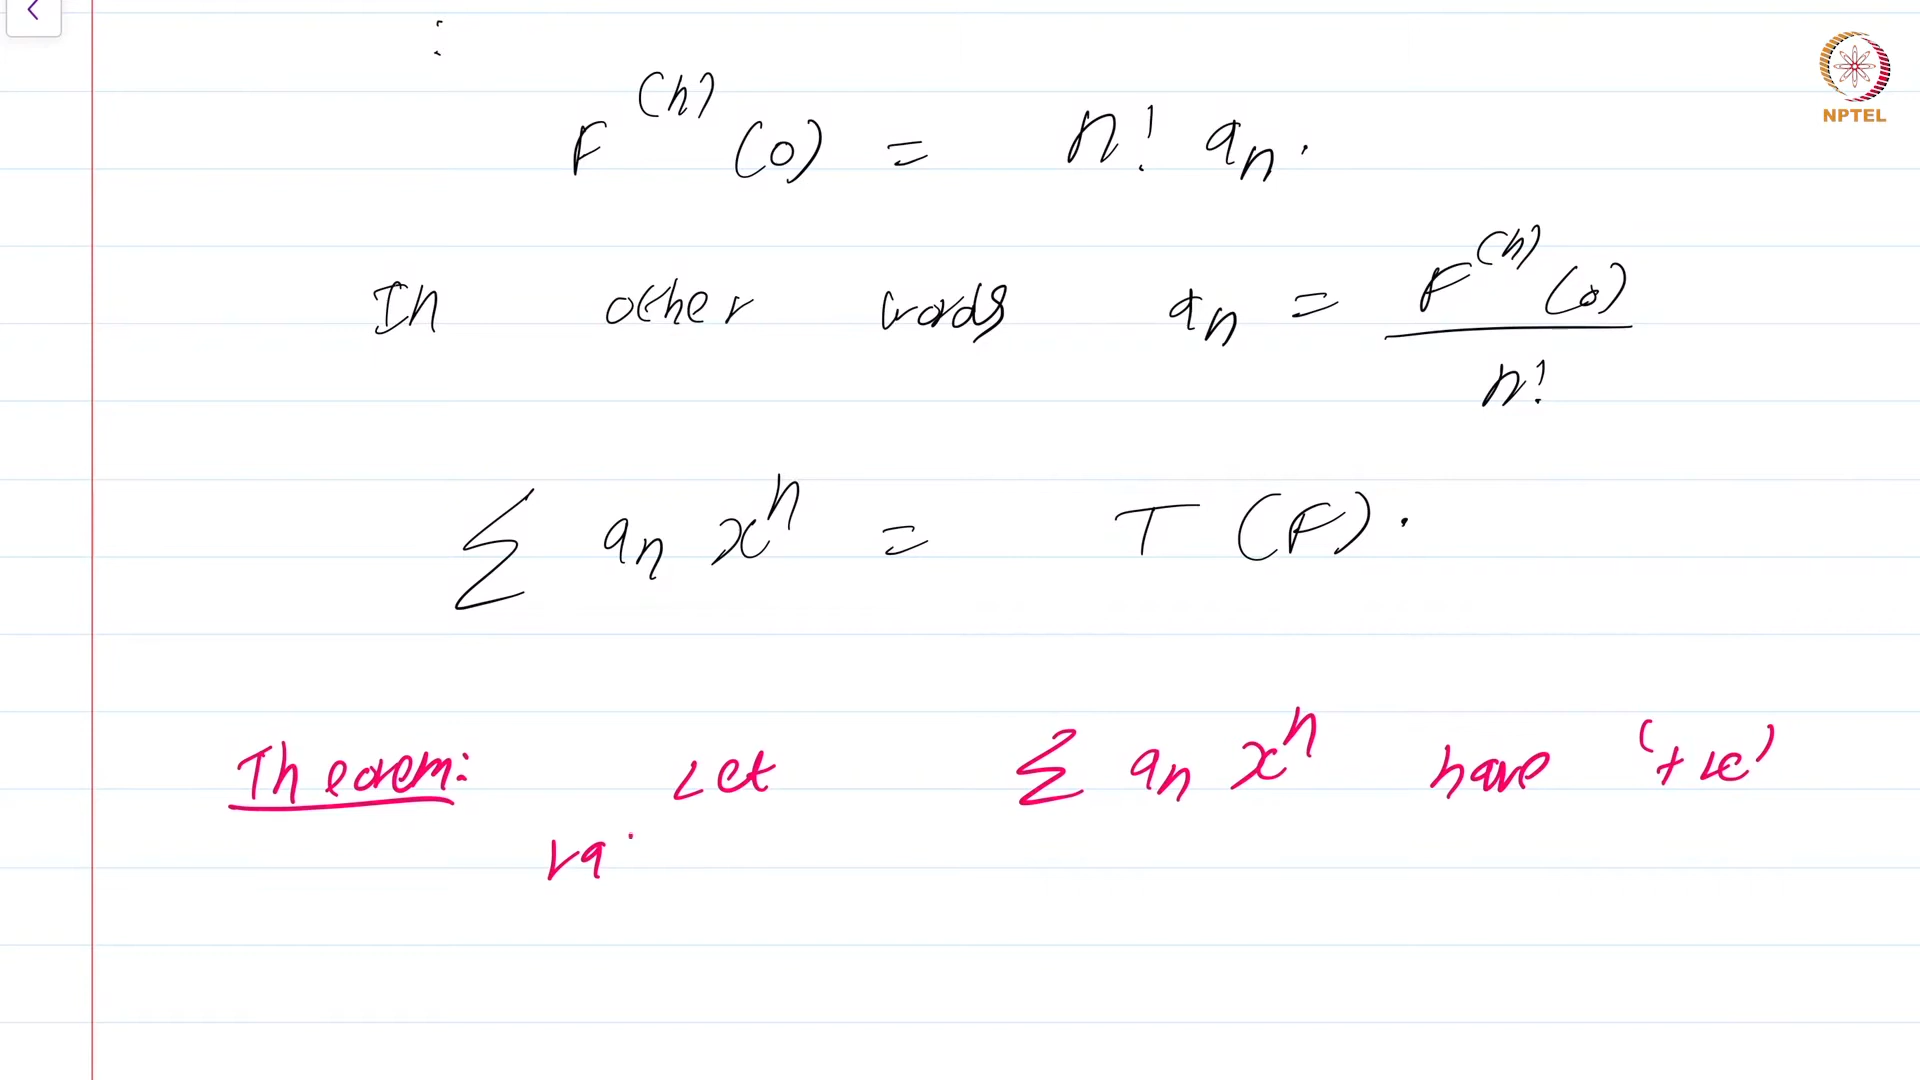 NPTEL
F^(n) (0) = n! a_n.
In other words a_n = F^(n) (0) / n!
Σ a_n x^n = T (F).
Theorem: Let Σ a_n x^n have (+ve)
ra